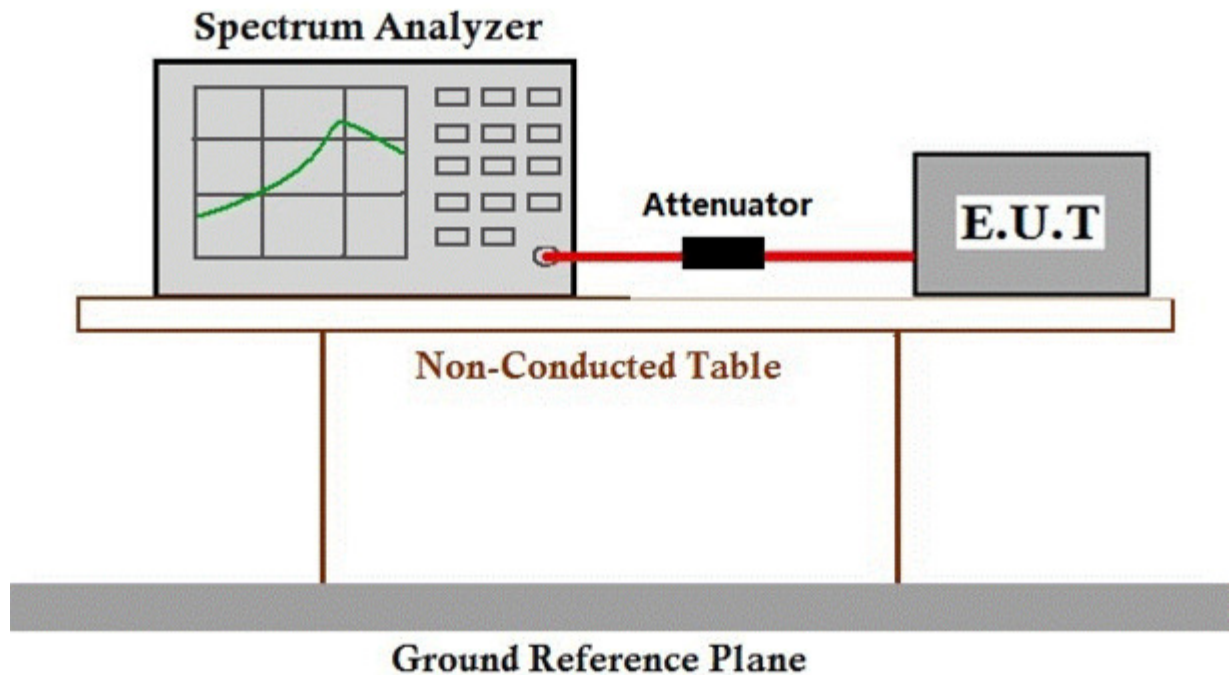 Spectrum Analyzer
Attenuator
E.U.T
Non-Conducted Table
Ground Reference Plane